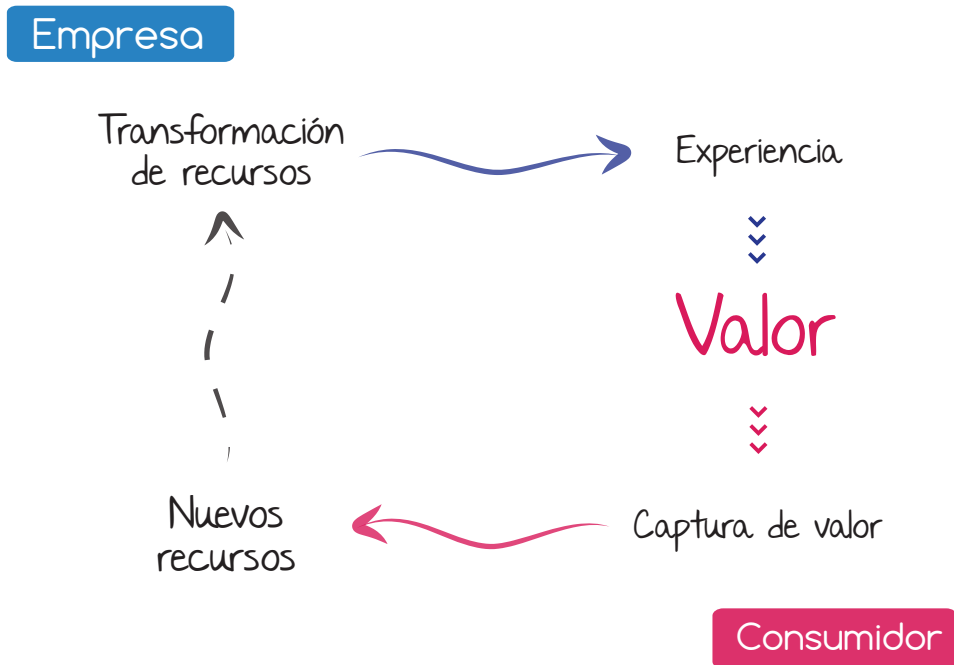 Empresa
Transformación
de recursos
Experiencia
Valor
Captura de valor
Nuevos
recursos
Consumidor